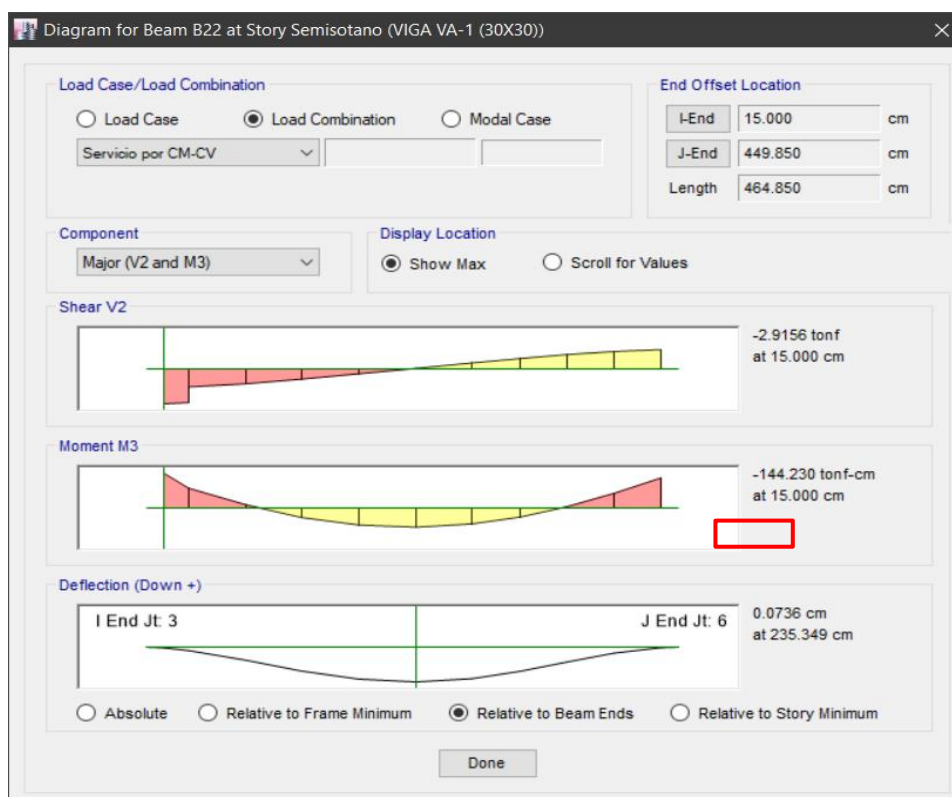 Diagram for Beam B22 at Story Semisotano (VIGA VA-1 (30X30))
Load Case/Load Combination
Load Case
Load Combination
Modal Case
Servicio por CM-CV
End Offset Location
I-End
15.000
cm
J-End
449.850
cm
Length
464.850
cm
Component
Major (V2 and M3)
Display Location
Show Max
Scroll for Values
Shear V2
-2.9156 tonf
at 15.000 cm
Moment M3
-144.230 tonf-cm
at 15.000 cm
Deflection (Down +)
I End Jt: 3
J End Jt: 6
0.0736 cm
at 235.349 cm
Absolute
Relative to Frame Minimum
Relative to Beam Ends
Relative to Story Minimum
Done